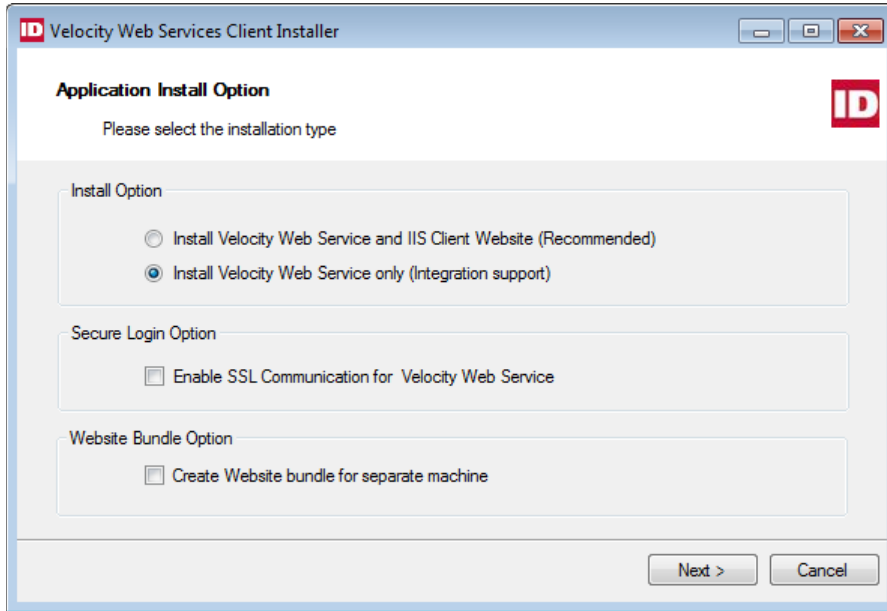 ID Velocity Web Services Client Installer
Application Install Option
ID
Please select the installation type
Install Option
Install Velocity Web Service and IIS Client Website (Recommended)
Install Velocity Web Service only (Integration support)
Secure Login Option
Enable SSL Communication for Velocity Web Service
Website Bundle Option
Create Website bundle for separate machine
Next >
Cancel